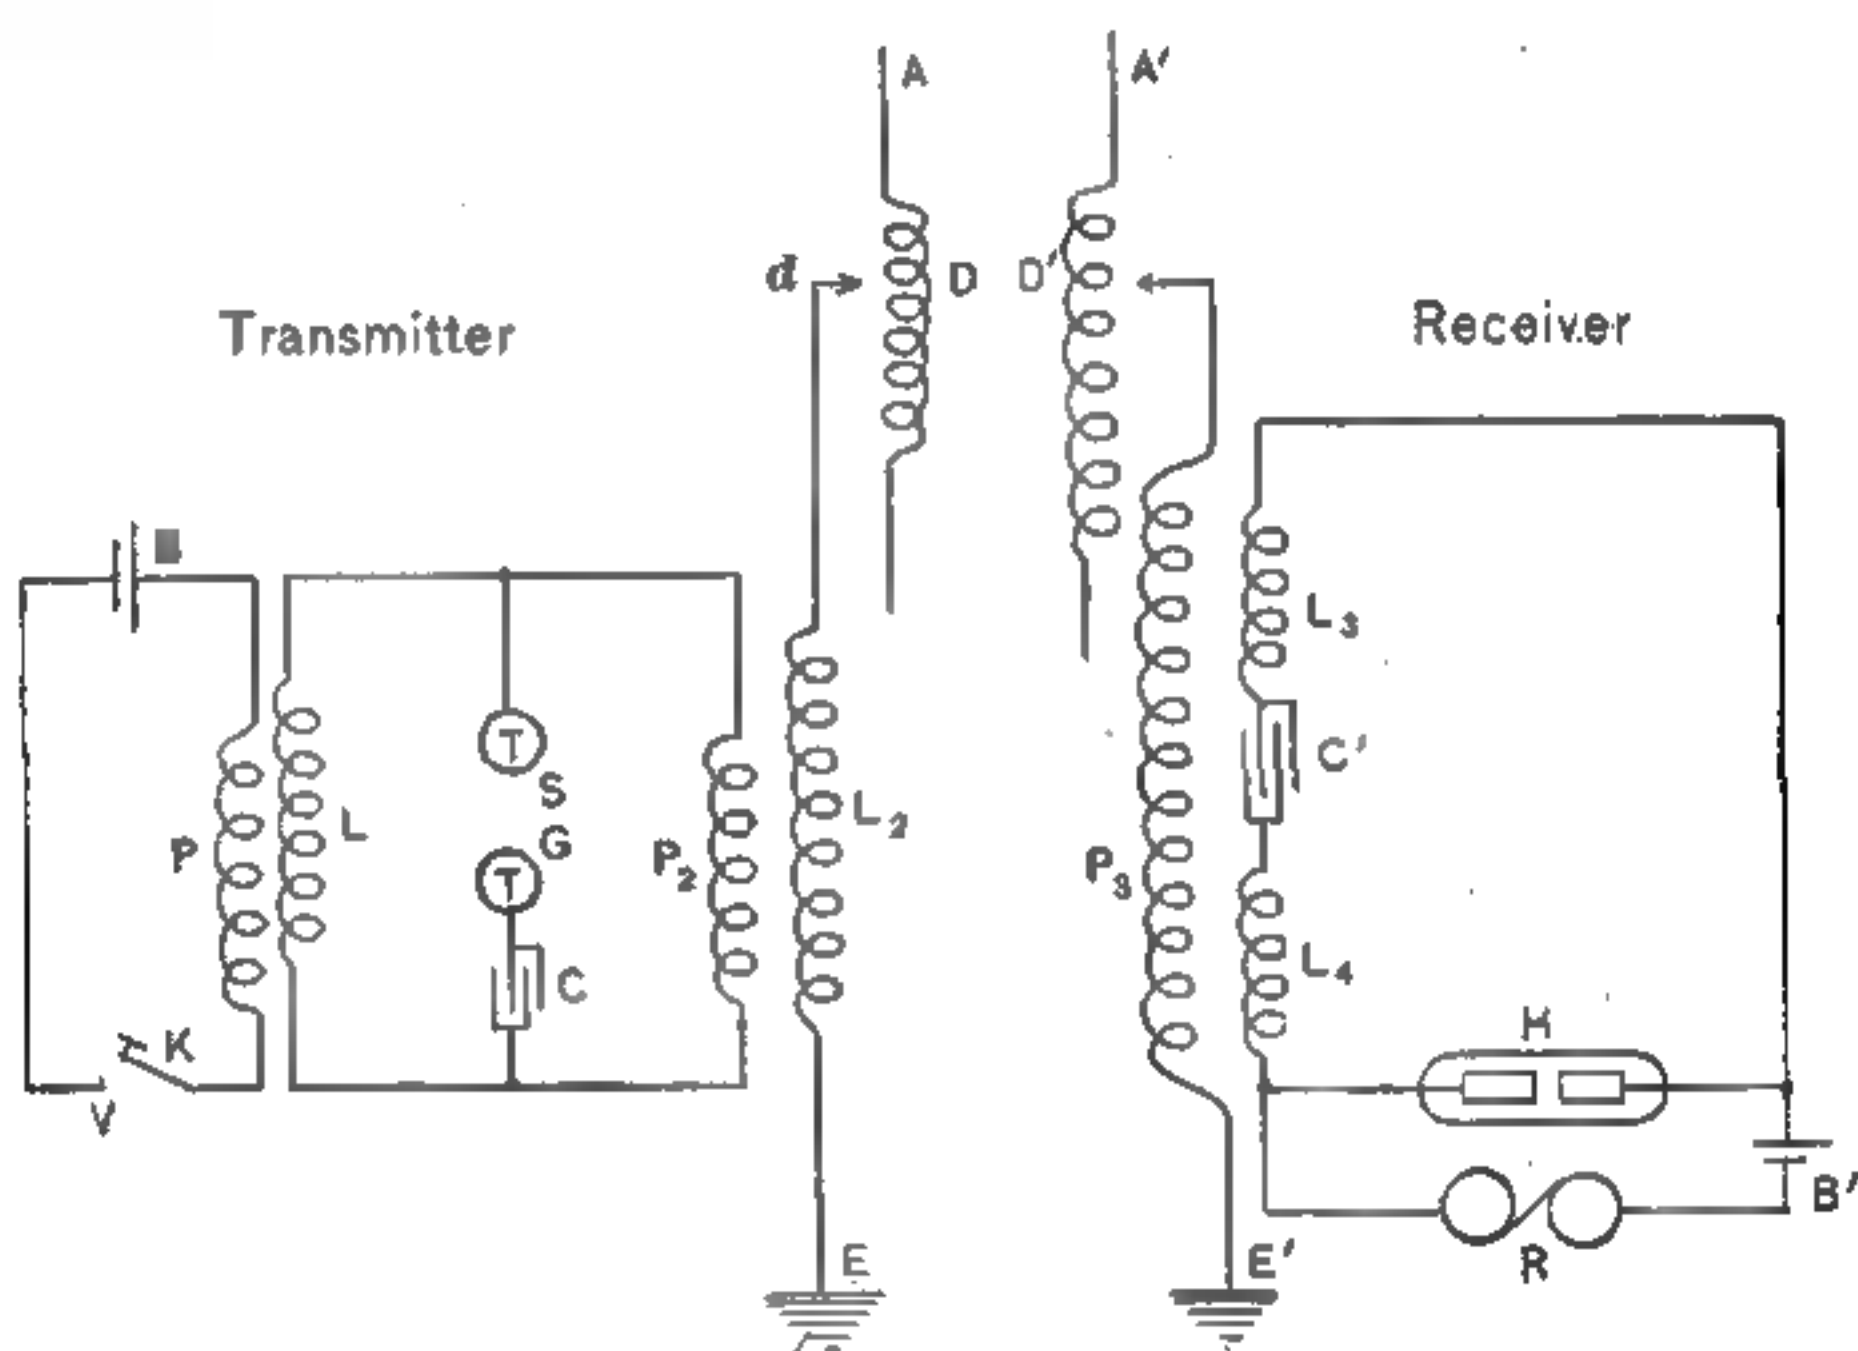 A
A′
d
D
D′
Transmitter
Receiver
L₃
C′
P
L
T
S
G
T
P₂
L₂
P₃
C
L₄
K
V
H
B′
R
E
E′